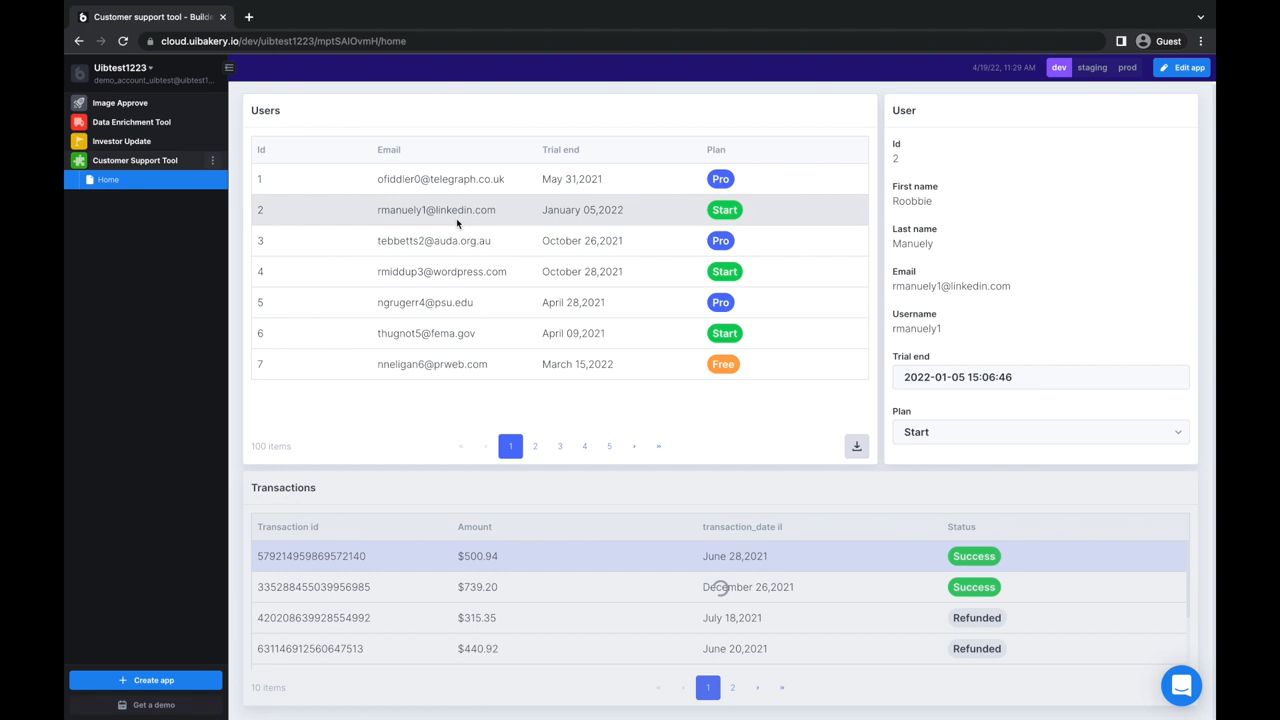 Customer support tool - Builde
cloud.uibakery.io/dev/uibtest1223/mptSAIOvmH/home
Guest
Uibtest1223
demo_account_uibtest@uibtest1...
4/19/22, 11:29 AM
dev
staging
prod
Edit app
Image Approve
Data Enrichment Tool
Investor Update
Customer Support Tool
Home
Create app
Get a demo
Users
Id Email Trial end Plan
1 ofiddler0@telegraph.co.uk May 31,2021 Pro
2 rmanuely1@linkedin.com January 05,2022 Start
3 tebbetts2@auda.org.au October 26,2021 Pro
4 rmiddup3@wordpress.com October 28,2021 Start
5 ngrugerr4@psu.edu April 28,2021 Pro
6 thugnot5@fema.gov April 09,2021 Start
7 nneligan6@prweb.com March 15,2022 Free
100 items « ‹ 1 2 3 4 5 › »
User
Id
2
First name
Roobbie
Last name
Manuely
Email
rmanuely1@linkedin.com
Username
rmanuely1
Trial end
2022-01-05 15:06:46
Plan
Start
Transactions
Transaction id Amount transaction_date il Status
579214959869572140 $500.94 June 28,2021 Success
335288455039956985 $739.20 December 26,2021 Success
420208639928554992 $315.35 July 18,2021 Refunded
631146912560647513 $440.92 June 20,2021 Refunded
10 items « ‹ 1 2 › »